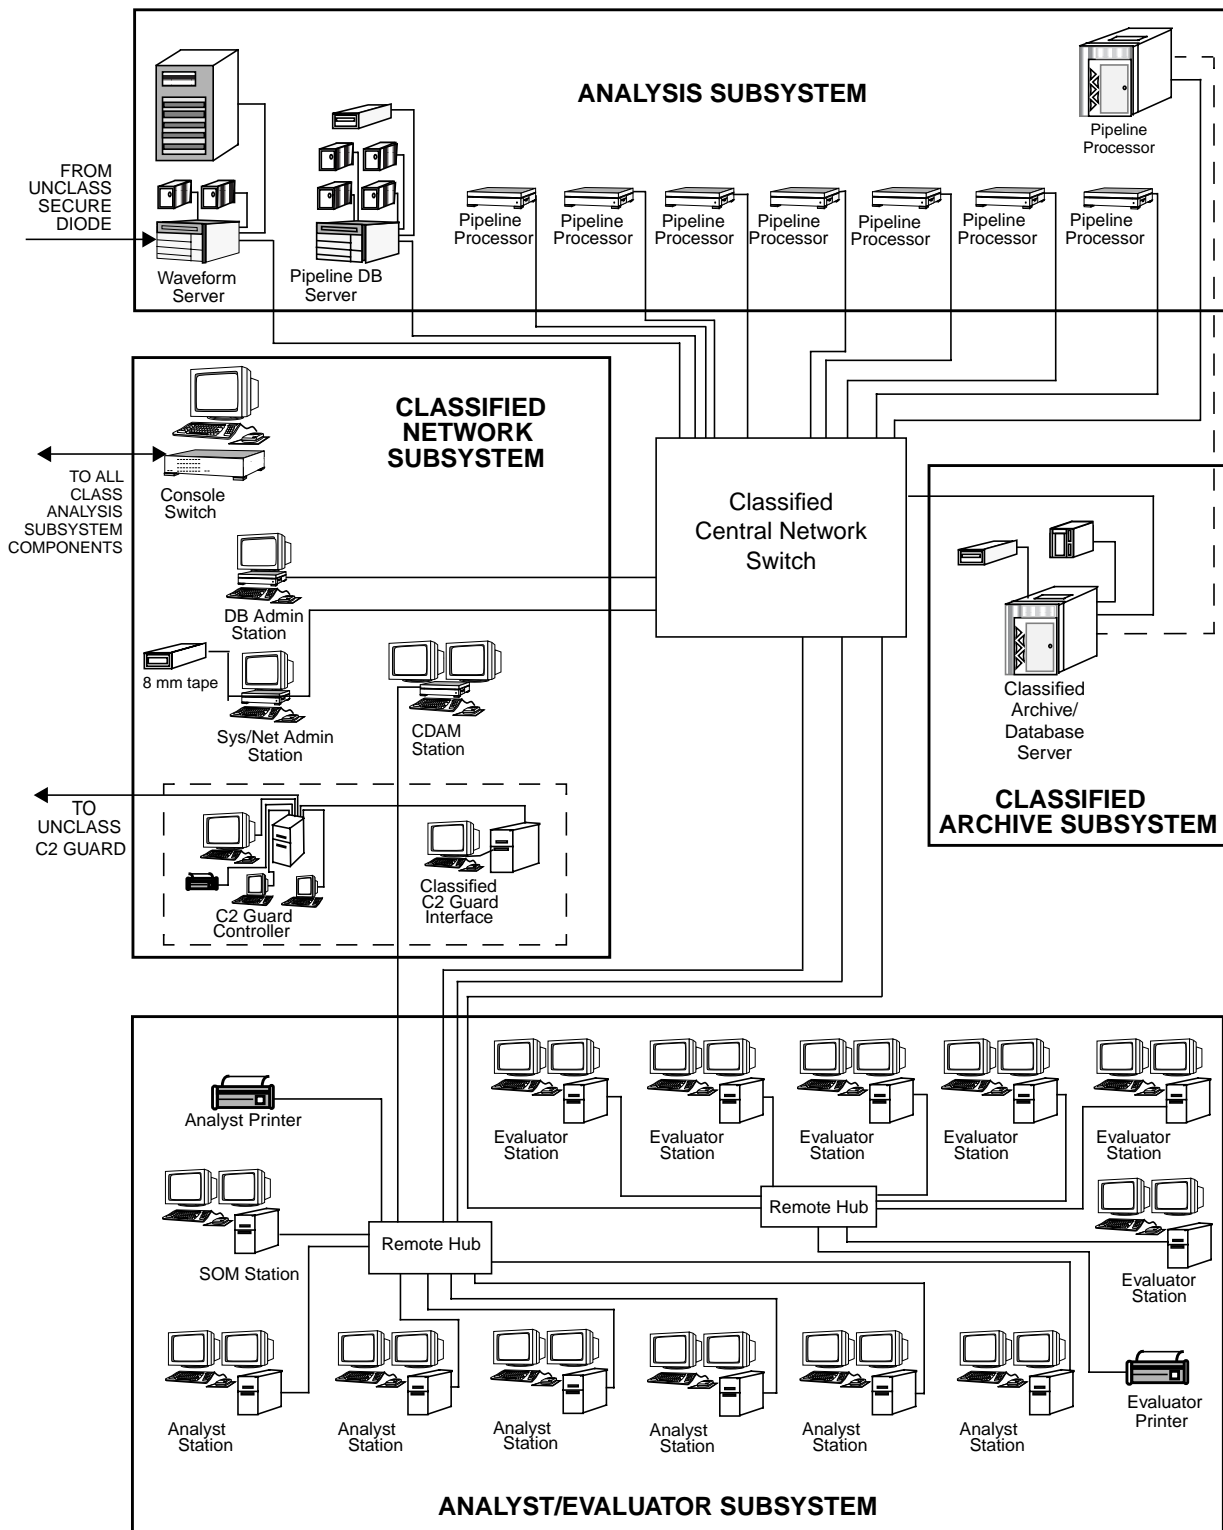 ANALYSIS SUBSYSTEM
Pipeline
Processor
FROM
UNCLASS
SECURE
DIODE
Waveform
Server
Pipeline DB
Server
Pipeline
Processor
Pipeline
Processor
Pipeline
Processor
Pipeline
Processor
Pipeline
Processor
Pipeline
Processor
Pipeline
Processor
CLASSIFIED
NETWORK
SUBSYSTEM
TO ALL
CLASS
ANALYSIS
SUBSYSTEM
COMPONENTS
Console
Switch
DB Admin
Station
8 mm tape
Sys/Net Admin
Station
CDAM
Station
TO
UNCLASS
C2 GUARD
C2 Guard
Controller
Classified
C2 Guard
Interface
Classified
Central Network
Switch
Classified
Archive/
Database
Server
CLASSIFIED
ARCHIVE SUBSYSTEM
Analyst Printer
Evaluator
Station
Evaluator
Station
Evaluator
Station
Evaluator
Station
Evaluator
Station
Remote Hub
SOM Station
Remote Hub
Evaluator
Station
Analyst
Station
Analyst
Station
Analyst
Station
Analyst
Station
Analyst
Station
Analyst
Station
Evaluator
Printer
ANALYST/EVALUATOR SUBSYSTEM